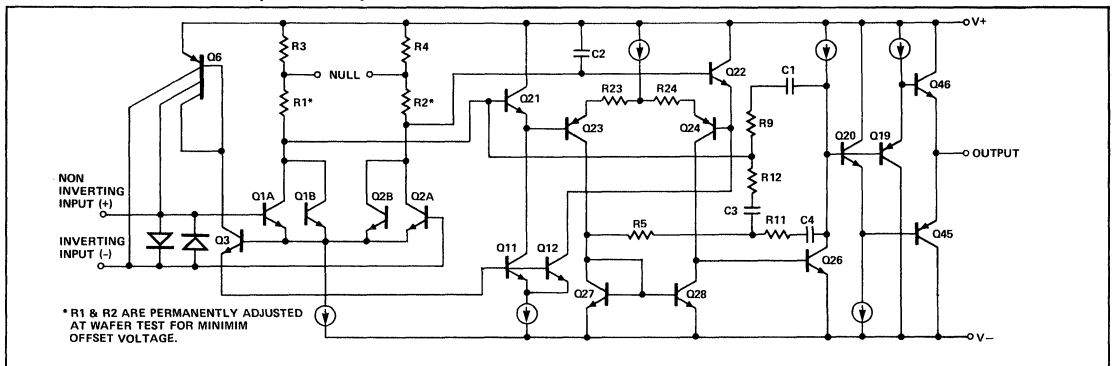 V+
Q6
R3
R4
NULL
R1*
R2*
C2
Q22
Q21
R23
R24
Q23
Q24
C1
R9
R12
C3
R11
C4
R5
Q20
Q19
Q46
OUTPUT
Q45
Q26
NON
INVERTING
INPUT (+)
INVERTING
INPUT (–)
Q1A
Q1B
Q2B
Q2A
Q3
Q11
Q12
Q27
Q28
V–
* R1 & R2 ARE PERMANENTLY ADJUSTED
AT WAFER TEST FOR MINIMIM
OFFSET VOLTAGE.